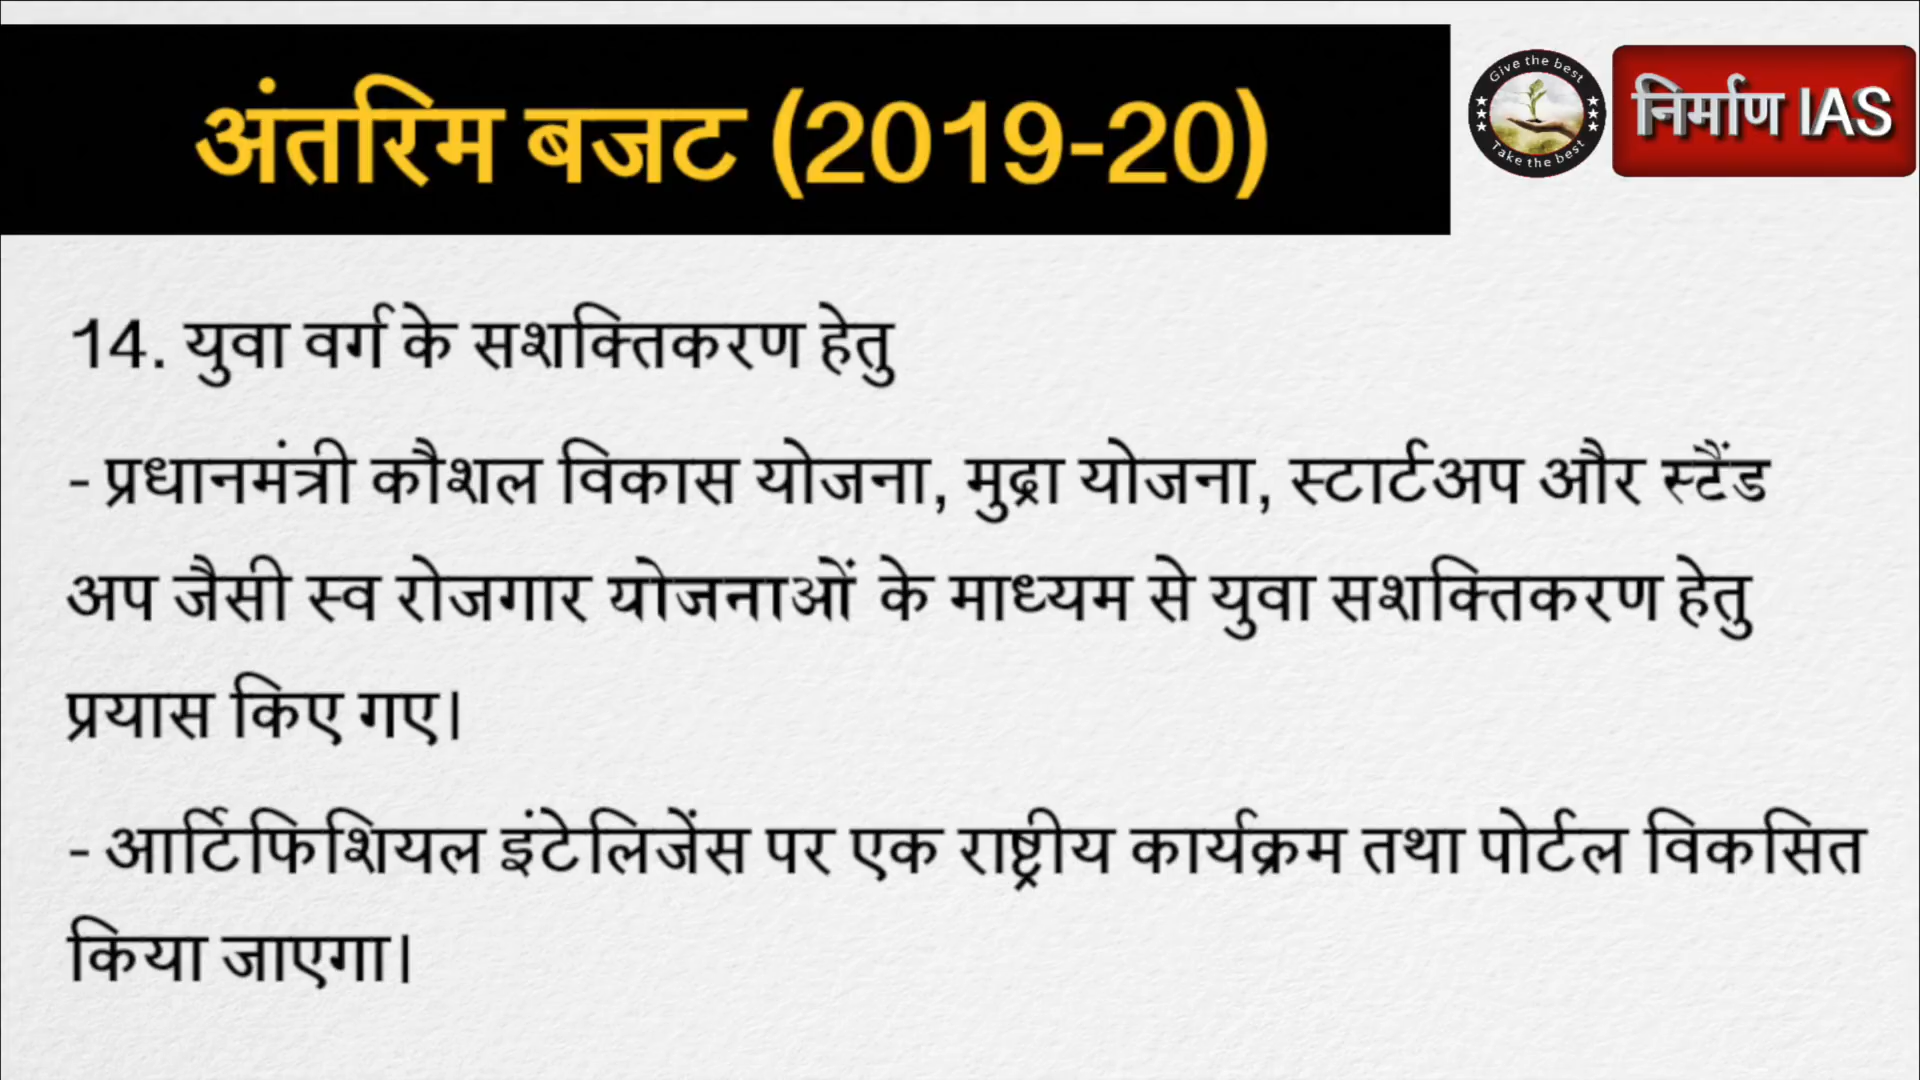 अंतरिम बजट (2019-20)
Give the best
Take the best
निर्माण IAS
14. युवा वर्ग के सशक्तिकरण हेतु
- प्रधानमंत्री कौशल विकास योजना, मुद्रा योजना, स्टार्टअप और स्टैंड
अप जैसी स्व रोजगार योजनाओं के माध्यम से युवा सशक्तिकरण हेतु
प्रयास किए गए।
- आर्टिफिशियल इंटेलिजेंस पर एक राष्ट्रीय कार्यक्रम तथा पोर्टल विकसित
किया जाएगा।